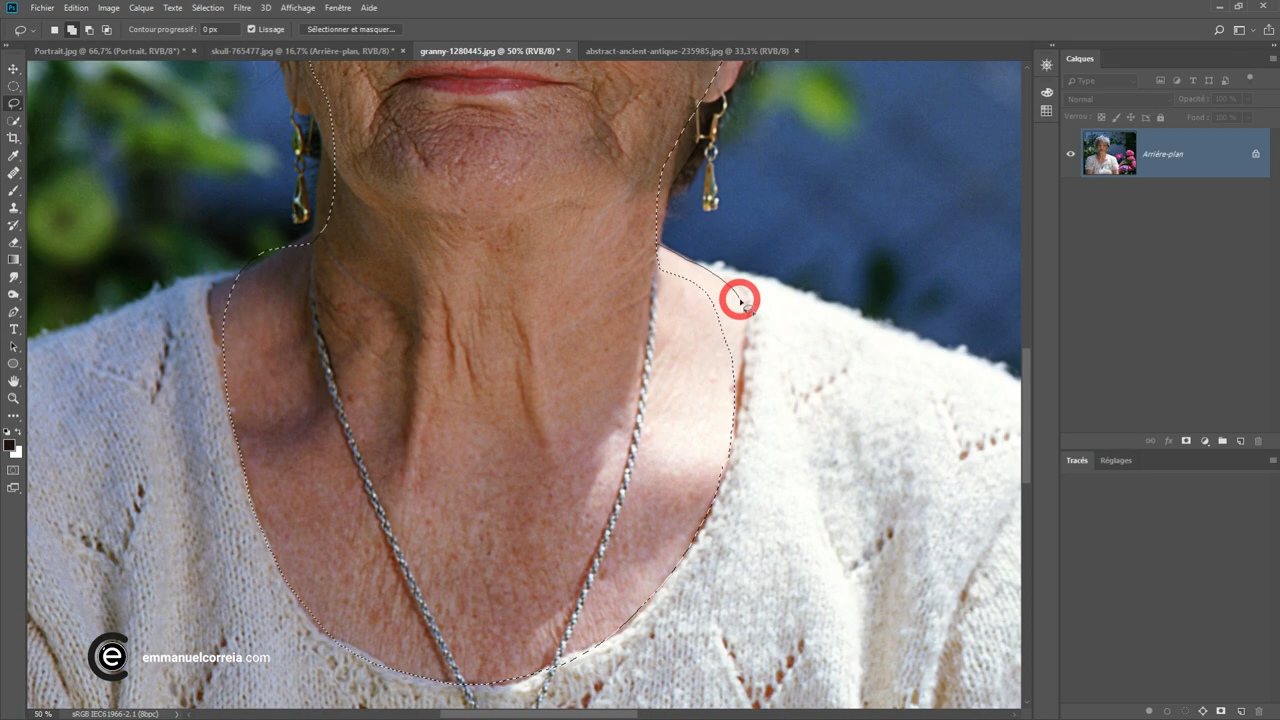 Fichier Edition Image Calque Texte Sélection Filtre 3D Affichage Fenêtre Aide
Contour progressif : 0 px Lissage Sélectionner et masquer...
Portrait.jpg @ 66,7% (Portrait, RVB/8*) * × skull-765477.jpg @ 16,7% (Arrière-plan, RVB/8) * × granny-1280445.jpg @ 50% (RVB/8) * × abstract-ancient-antique-235985.jpg @ 33,3% (RVB/8) ×
Calques
Type
Normal Opacité : 100 %
Verrou : Fond : 100 %
Arrière-plan
Tracés Réglages
e emmanuelcorreia.com
50 % sRGB IEC61966-2.1 (8bpc)